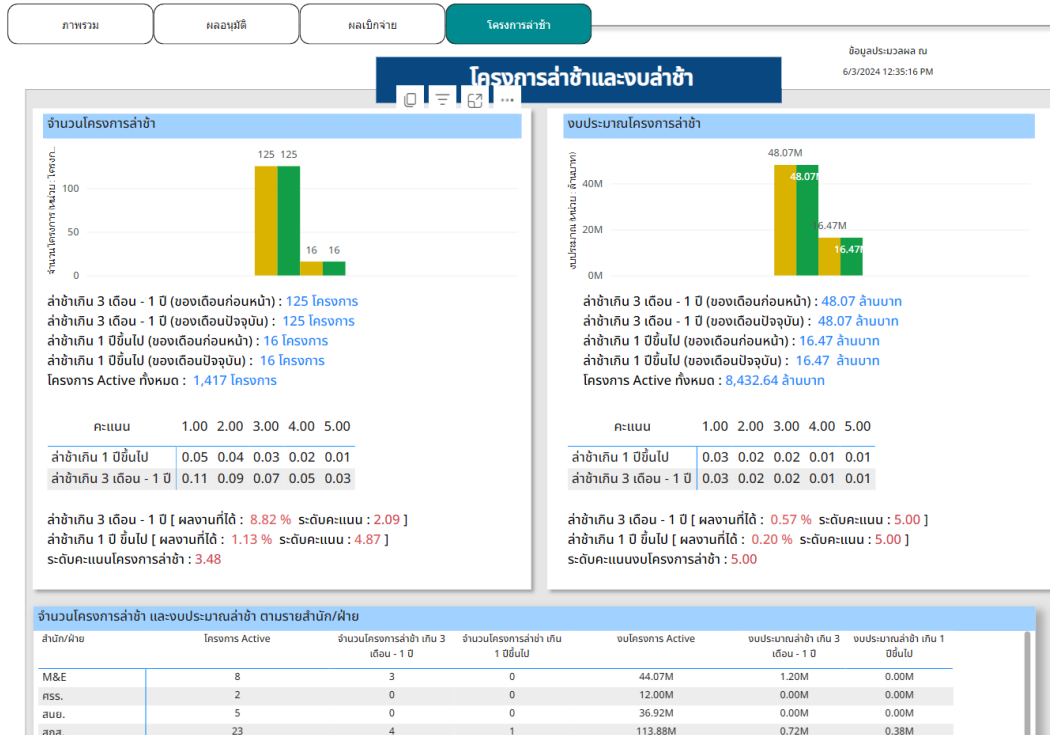 ภาพรวม
ผลอนุมัติ
ผลเบิกจ่าย
โครงการล่าช้า
ข้อมูลประมวลผล ณ
6/3/2024 12:35:16 PM
โครงการล่าช้าและงบล่าช้า
จำนวนโครงการล่าช้า
จำนวนโครงการ (หน่วย : โครงก...
100
50
0
125 125
16 16
ล่าช้าเกิน 3 เดือน - 1 ปี (ของเดือนก่อนหน้า) : 125 โครงการ
ล่าช้าเกิน 3 เดือน - 1 ปี (ของเดือนปัจจุบัน) : 125 โครงการ
ล่าช้าเกิน 1 ปีขึ้นไป (ของเดือนก่อนหน้า) : 16 โครงการ
ล่าช้าเกิน 1 ปีขึ้นไป (ของเดือนปัจจุบัน) : 16 โครงการ
โครงการ Active ทั้งหมด : 1,417 โครงการ
คะแนน 1.00 2.00 3.00 4.00 5.00
ล่าช้าเกิน 1 ปีขึ้นไป 0.05 0.04 0.03 0.02 0.01
ล่าช้าเกิน 3 เดือน - 1 ปี 0.11 0.09 0.07 0.05 0.03
ล่าช้าเกิน 3 เดือน - 1 ปี [ ผลงานที่ได้ : 8.82 % ระดับคะแนน : 2.09 ]
ล่าช้าเกิน 1 ปี ขึ้นไป [ ผลงานที่ได้ : 1.13 % ระดับคะแนน : 4.87 ]
ระดับคะแนนโครงการล่าช้า : 3.48
งบประมาณโครงการล่าช้า
งบประมาณ (หน่วย : ล้านบาท)
40M
20M
0M
48.07M
48.07M
16.47M
16.47M
ล่าช้าเกิน 3 เดือน - 1 ปี (ของเดือนก่อนหน้า) : 48.07 ล้านบาท
ล่าช้าเกิน 3 เดือน - 1 ปี (ของเดือนปัจจุบัน) : 48.07 ล้านบาท
ล่าช้าเกิน 1 ปีขึ้นไป (ของเดือนก่อนหน้า) : 16.47 ล้านบาท
ล่าช้าเกิน 1 ปีขึ้นไป (ของเดือนปัจจุบัน) : 16.47 ล้านบาท
โครงการ Active ทั้งหมด : 8,432.64 ล้านบาท
คะแนน 1.00 2.00 3.00 4.00 5.00
ล่าช้าเกิน 1 ปีขึ้นไป 0.03 0.02 0.02 0.01 0.01
ล่าช้าเกิน 3 เดือน - 1 ปี 0.03 0.02 0.02 0.01 0.01
ล่าช้าเกิน 3 เดือน - 1 ปี [ ผลงานที่ได้ : 0.57 % ระดับคะแนน : 5.00 ]
ล่าช้าเกิน 1 ปี ขึ้นไป [ ผลงานที่ได้ : 0.20 % ระดับคะแนน : 5.00 ]
ระดับคะแนนงบโครงการล่าช้า : 5.00
จำนวนโครงการล่าช้า และงบประมาณล่าช้า ตามรายสำนัก/ฝ่าย
สำนัก/ฝ่าย โครงการ Active จำนวนโครงการล่าช้า เกิน 3 จำนวนโครงการล่าช่า เกิน งบโครงการ Active งบประมาณล่าช้า เกิน 3 งบประมาณล่าช้า เกิน 1
เดือน - 1 ปี 1 ปีขึ้นไป เดือน - 1 ปี ปีขึ้นไป
M&E 8 3 0 44.07M 1.20M 0.00M
ศรร. 2 0 0 12.00M 0.00M 0.00M
สนย. 5 0 0 36.92M 0.00M 0.00M
สกส. 23 4 1 113.88M 0.72M 0.38M